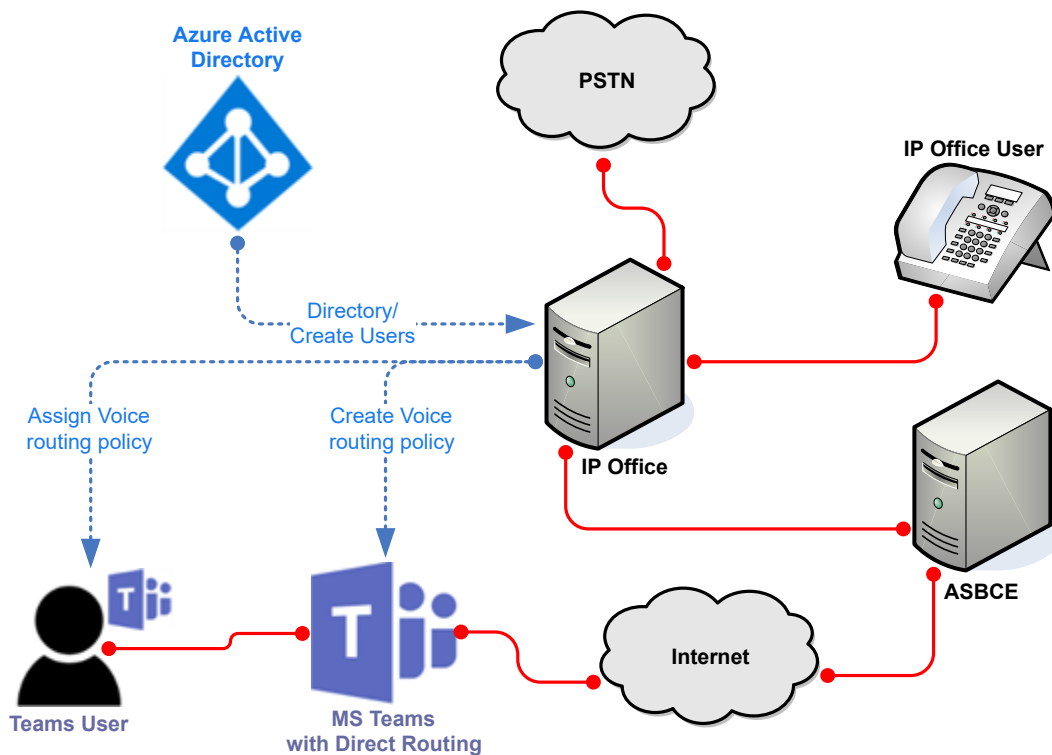 Azure Active
Directory
PSTN
IP Office User
Directory/
Create Users
Assign Voice
routing policy
Create Voice
routing policy
IP Office
ASBCE
T
T
Internet
Teams User
MS Teams
with Direct Routing